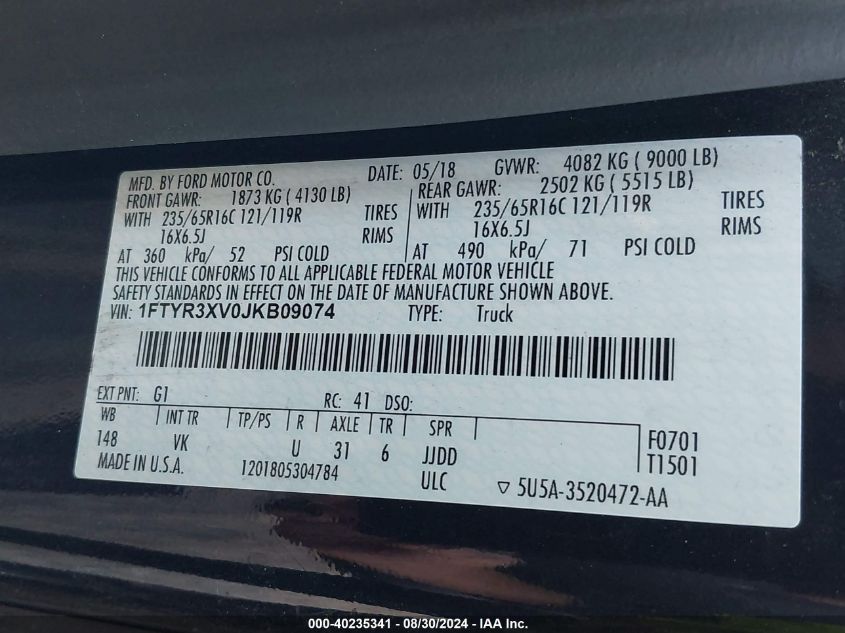 MFD. BY FORD MOTOR CO. DATE: 05/18 GVWR: 4082 KG ( 9000 LB)
FRONT GAWR: 1873 KG ( 4130 LB) REAR GAWR: 2502 KG ( 5515 LB)
WITH 235/65R16C 121/119R TIRES WITH 235/65R16C 121/119R TIRES
16X6.5J RIMS 16X6.5J RIMS
AT 360 kPa/ 52 PSI COLD AT 490 kPa/ 71 PSI COLD
THIS VEHICLE CONFORMS TO ALL APPLICABLE FEDERAL MOTOR VEHICLE
SAFETY STANDARDS IN EFFECT ON THE DATE OF MANUFACTURE SHOWN ABOVE.
VIN: 1FTYR3XV0JKB09074 TYPE: Truck
EXT PNT: G1 RC: 41 DSO:
WB INT TR TP/PS R AXLE TR SPR
148 VK U 31 6 JJDD F0701
MADE IN U.S.A. 1201805304784 ULC T1501
5U5A-3520472-AA
000-40235341 - 08/30/2024 - IAA Inc.